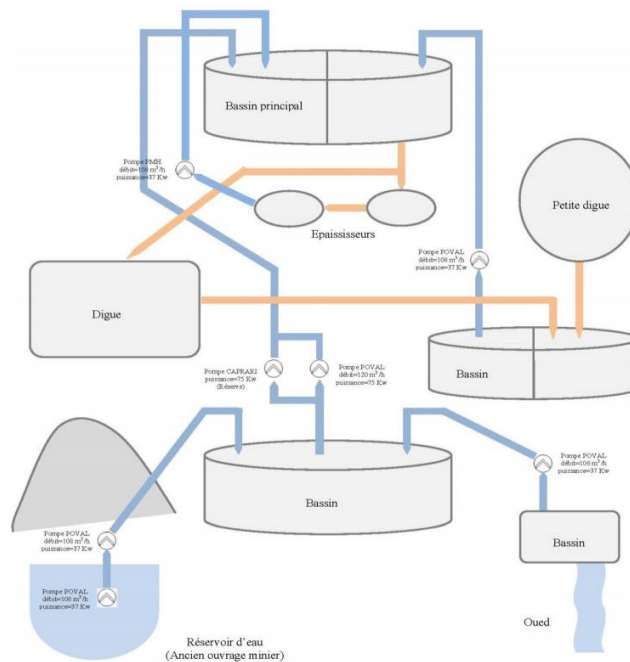 Bassin principal
Pompe PMH
débit=108 m³/h
puissance=37 Kw
Epaississeurs
Petite digue
Pompe POVAL
débit=108 m³/h
puissance=37 Kw
Digue
Bassin
Pompe CAPRARI
puissance=75 Kw
(Réserve)
Pompe POVAL
débit=120 m³/h
puissance=75 Kw
Pompe POVAL
débit=108 m³/h
puissance=37 Kw
Bassin
Pompe POVAL
débit=108 m³/h
puissance=37 Kw
Bassin
Pompe POVAL
débit=108 m³/h
puissance=37 Kw
Réservoir d'eau
(Ancien ouvrage minier)
Oued